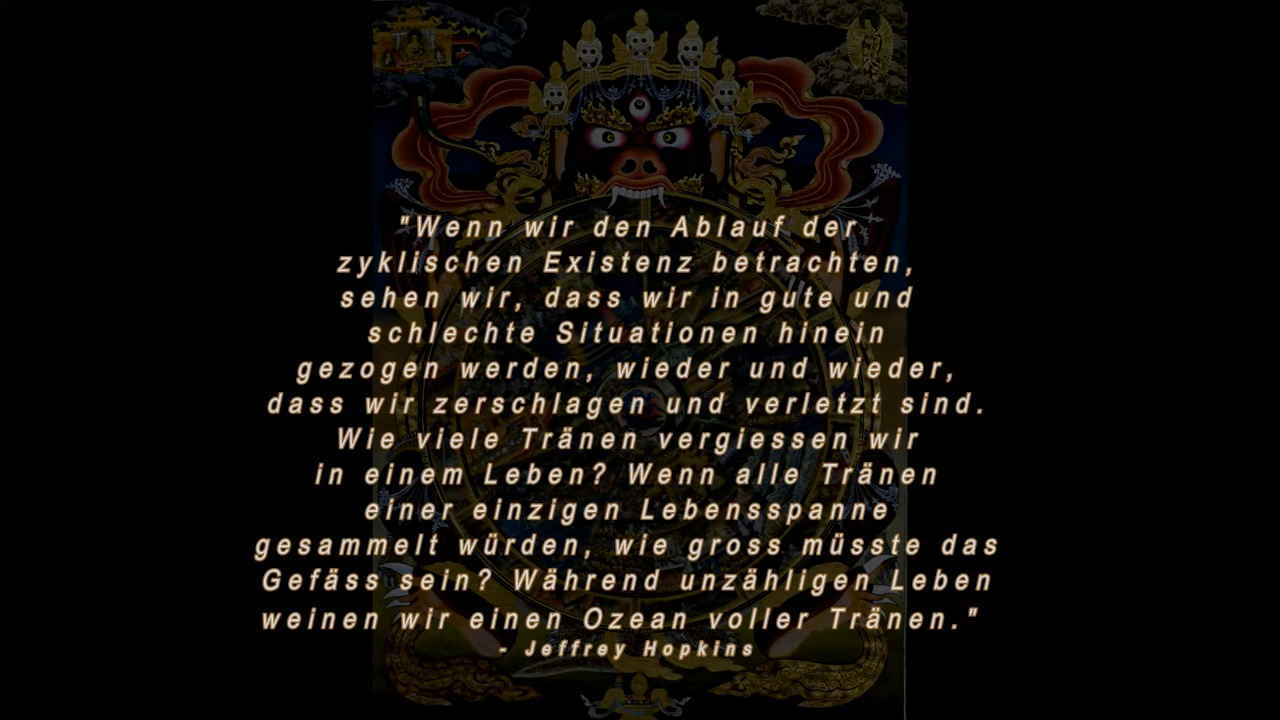 "Wenn wir den Ablauf der
zyklischen Existenz betrachten,
sehen wir, dass wir in gute und
schlechte Situationen hinein
gezogen werden, wieder und wieder,
dass wir zerschlagen und verletzt sind.
Wie viele Tränen vergiessen wir
in einem Leben? Wenn alle Tränen
einer einzigen Lebensspanne
gesammelt würden, wie gross müsste das
Gefäss sein? Während unzähligen Leben
weinen wir einen Ozean voller Tränen."
- Jeffrey Hopkins